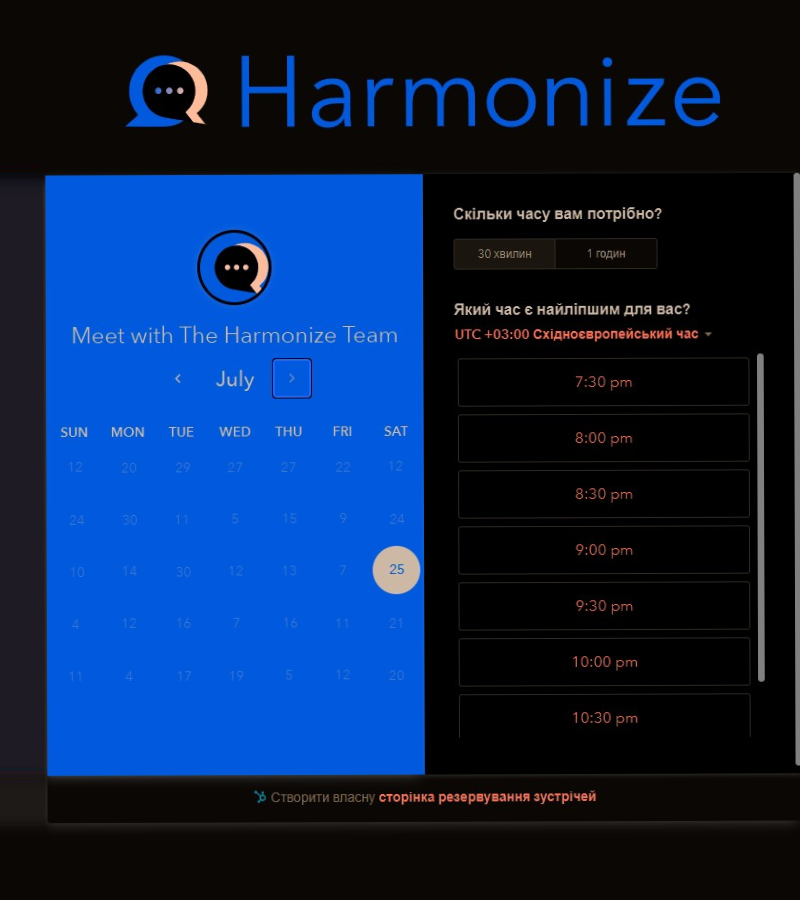 Harmonize
Meet with The Harmonize Team
July
SUN MON TUE WED THU FRI SAT
12 20 29 27 27 22 12
24 30 11 5 15 9 24
10 14 30 12 13 7 25
4 12 16 7 16 11 21
11 4 17 19 5 12 20
Скільки часу вам потрібно?
30 хвилин 1 годин
Який час є найліпшим для вас?
UTC +03:00 Східноєвропейський час
7:30 pm
8:00 pm
8:30 pm
9:00 pm
9:30 pm
10:00 pm
10:30 pm
Створити власну сторінка резервування зустрічей